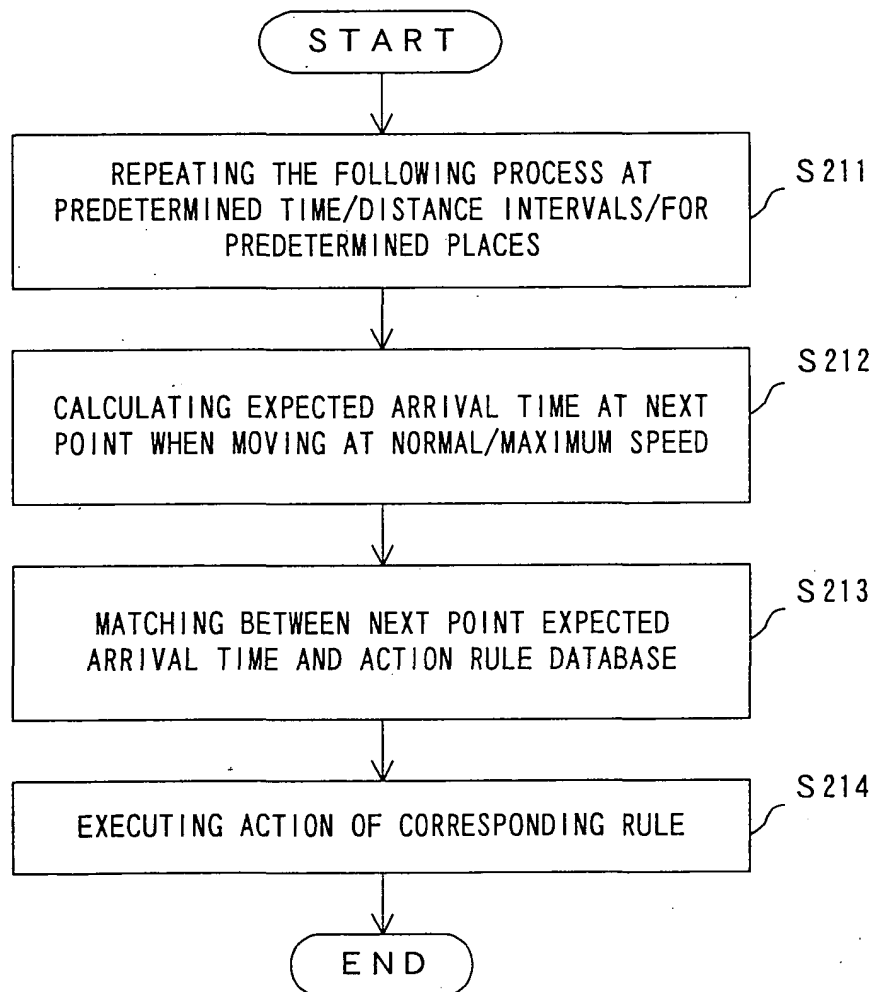 START
REPEATING THE FOLLOWING PROCESS AT
PREDETERMINED TIME/DISTANCE INTERVALS/FOR
PREDETERMINED PLACES
S211
CALCULATING EXPECTED ARRIVAL TIME AT NEXT
POINT WHEN MOVING AT NORMAL/MAXIMUM SPEED
S212
MATCHING BETWEEN NEXT POINT EXPECTED
ARRIVAL TIME AND ACTION RULE DATABASE
S213
EXECUTING ACTION OF CORRESPONDING RULE
S214
END